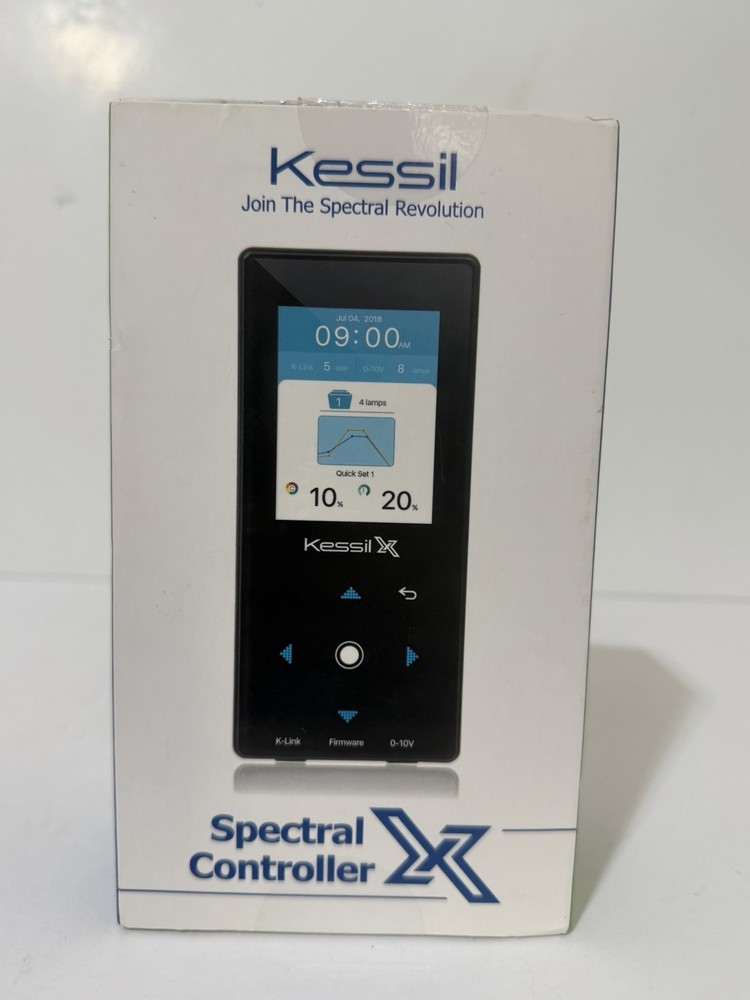 Kessil
Join The Spectral Revolution
Jul 04, 2018
09:00AM
K-Link 5 0-10V 8 lamps
1 4 lamps
Quick Set 1
10% 20%
Kessil X
K-Link Firmware 0-10V
Spectral
Controller X